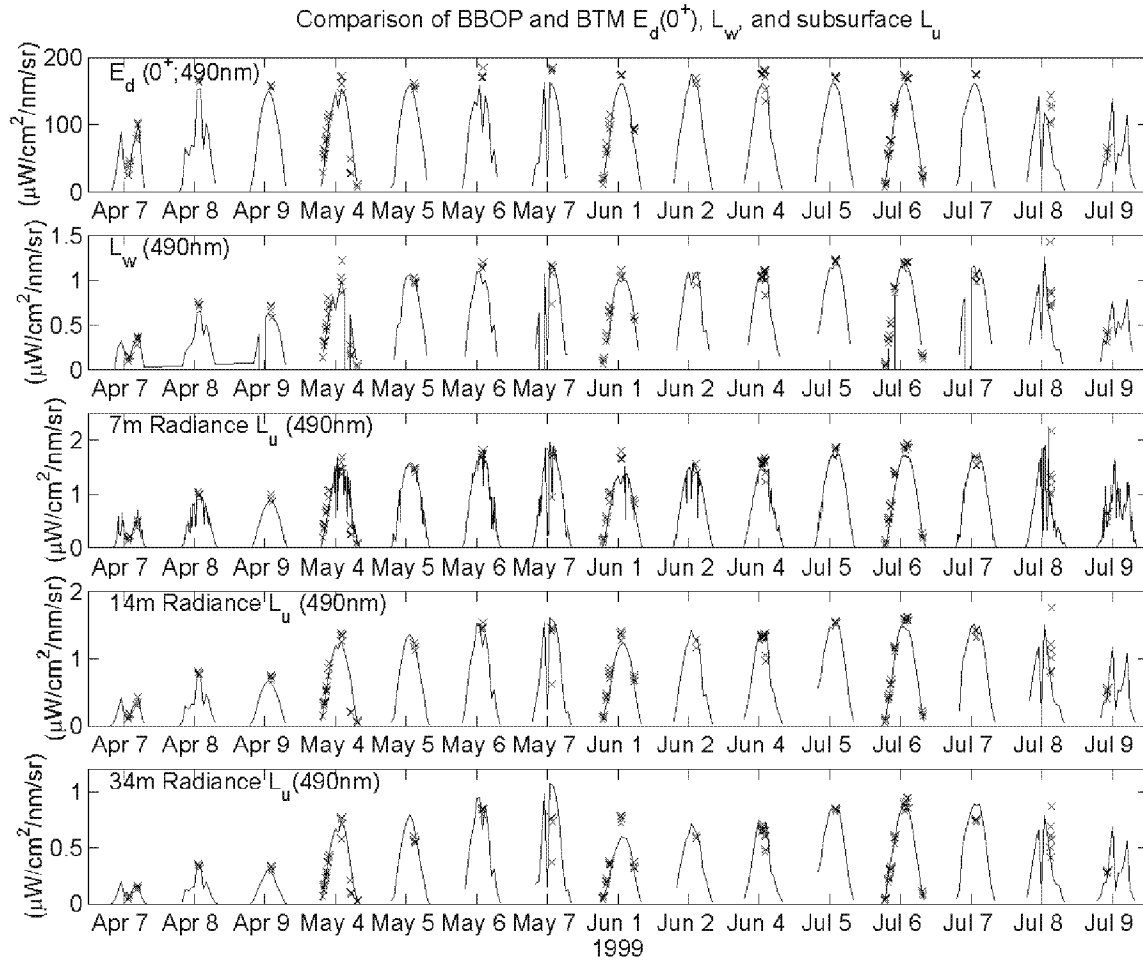 Comparison of BBOP and BTM E_d(0^+), L_w, and subsurface L_u
E_d (0^+;490nm)
(µW/cm²/nm/sr)
200
100
0
Apr 7 Apr 8 Apr 9 May 4 May 5 May 6 May 7 Jun 1 Jun 2 Jun 4 Jul 5 Jul 6 Jul 7 Jul 8 Jul 9
L_w (490nm)
(µW/cm²/nm/sr)
1.5
1
0.5
0
Apr 7 Apr 8 Apr 9 May 4 May 5 May 6 May 7 Jun 1 Jun 2 Jun 4 Jul 5 Jul 6 Jul 7 Jul 8 Jul 9
7m Radiance L_u (490nm)
(µW/cm²/nm/sr)
2
1
0
Apr 7 Apr 8 Apr 9 May 4 May 5 May 6 May 7 Jun 1 Jun 2 Jun 4 Jul 5 Jul 6 Jul 7 Jul 8 Jul 9
14m Radiance L_u (490nm)
(µW/cm²/nm/sr)
2
1
0
Apr 7 Apr 8 Apr 9 May 4 May 5 May 6 May 7 Jun 1 Jun 2 Jun 4 Jul 5 Jul 6 Jul 7 Jul 8 Jul 9
34m Radiance L_u(490nm)
(µW/cm²/nm/sr)
1
0.5
0
Apr 7 Apr 8 Apr 9 May 4 May 5 May 6 May 7 Jun 1 Jun 2 Jun 4 Jul 5 Jul 6 Jul 7 Jul 8 Jul 9
1999